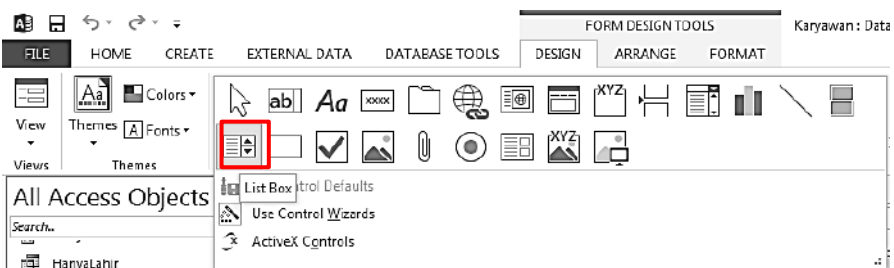 FORM DESIGN TOOLS
Karyawan : Data
FILE HOME CREATE EXTERNAL DATA DATABASE TOOLS DESIGN ARRANGE FORMAT
Aa Colors ab Aa xxxx XYZ
View Themes A Fonts XYZ
Views Themes
All Access Objects
List Box trol Defaults
Search..
Use Control Wizards
ActiveX Controls
HanyaLahir